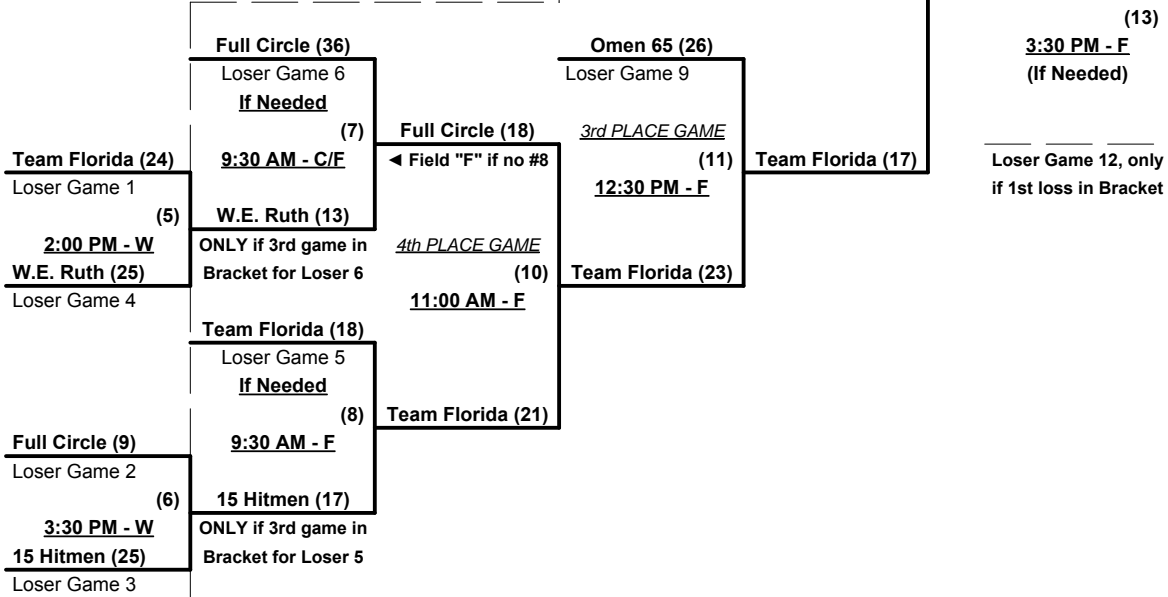 (13)
Full Circle (36)
Omen 65 (26)
3:30 PM - F
Loser Game 6
Loser Game 9
(If Needed)
If Needed
(7)
Full Circle (18)
3rd PLACE GAME
Team Florida (24)
9:30 AM - C/F
◄ Field "F" if no #8
(11)
Team Florida (17)
Loser Game 12, only
Loser Game 1
12:30 PM - F
if 1st loss in Bracket
(5)
W.E. Ruth (13)
2:00 PM - W
ONLY if 3rd game in
4th PLACE GAME
W.E. Ruth (25)
Bracket for Loser 6
(10)
Team Florida (23)
Loser Game 4
11:00 AM - F
Team Florida (18)
Loser Game 5
If Needed
(8)
Team Florida (21)
Full Circle (9)
9:30 AM - F
Loser Game 2
(6)
15 Hitmen (17)
3:30 PM - W
ONLY if 3rd game in
15 Hitmen (25)
Bracket for Loser 5
Loser Game 3